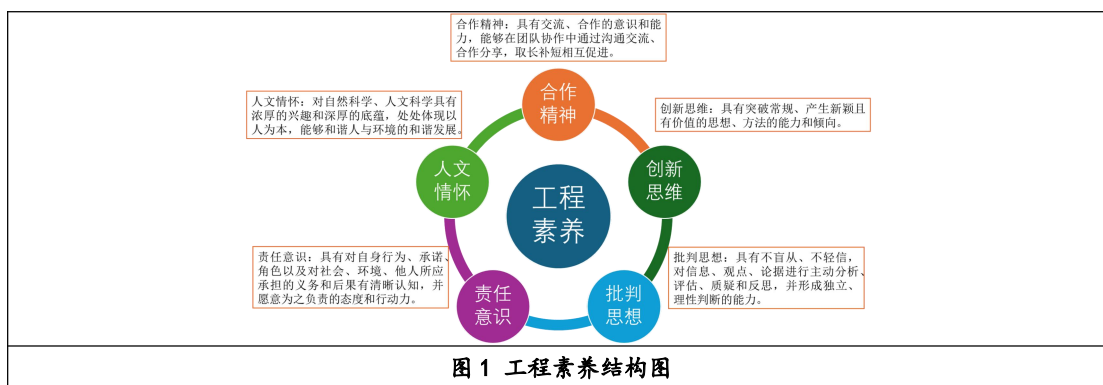 合作精神：具有交流、合作的意识和能
力，能够在团队协作中通过沟通交流、
合作分享，取长补短相互促进。
合作
精神
人文情怀：对自然科学、人文科学具有
浓厚的兴趣和深厚的底蕴，处处体现以
人为本，能够和谐人与环境的和谐发展。
创新思维：具有突破常规、产生新颖且
有价值的思想、方法的能力和倾向。
人文
情怀
创新
思维
工程
素养
责任意识：具有对自身行为、承诺、
角色以及对社会、环境、他人所应
承担的义务和后果有清晰认知，并
愿意为之负责的态度和行动力。
批判思想：具有不盲从、不轻信，
对信息、观点、论据进行主动分析、
评估、质疑和反思，并形成独立、
理性判断的能力。
责任
意识
批判
思想
图1 工程素养结构图